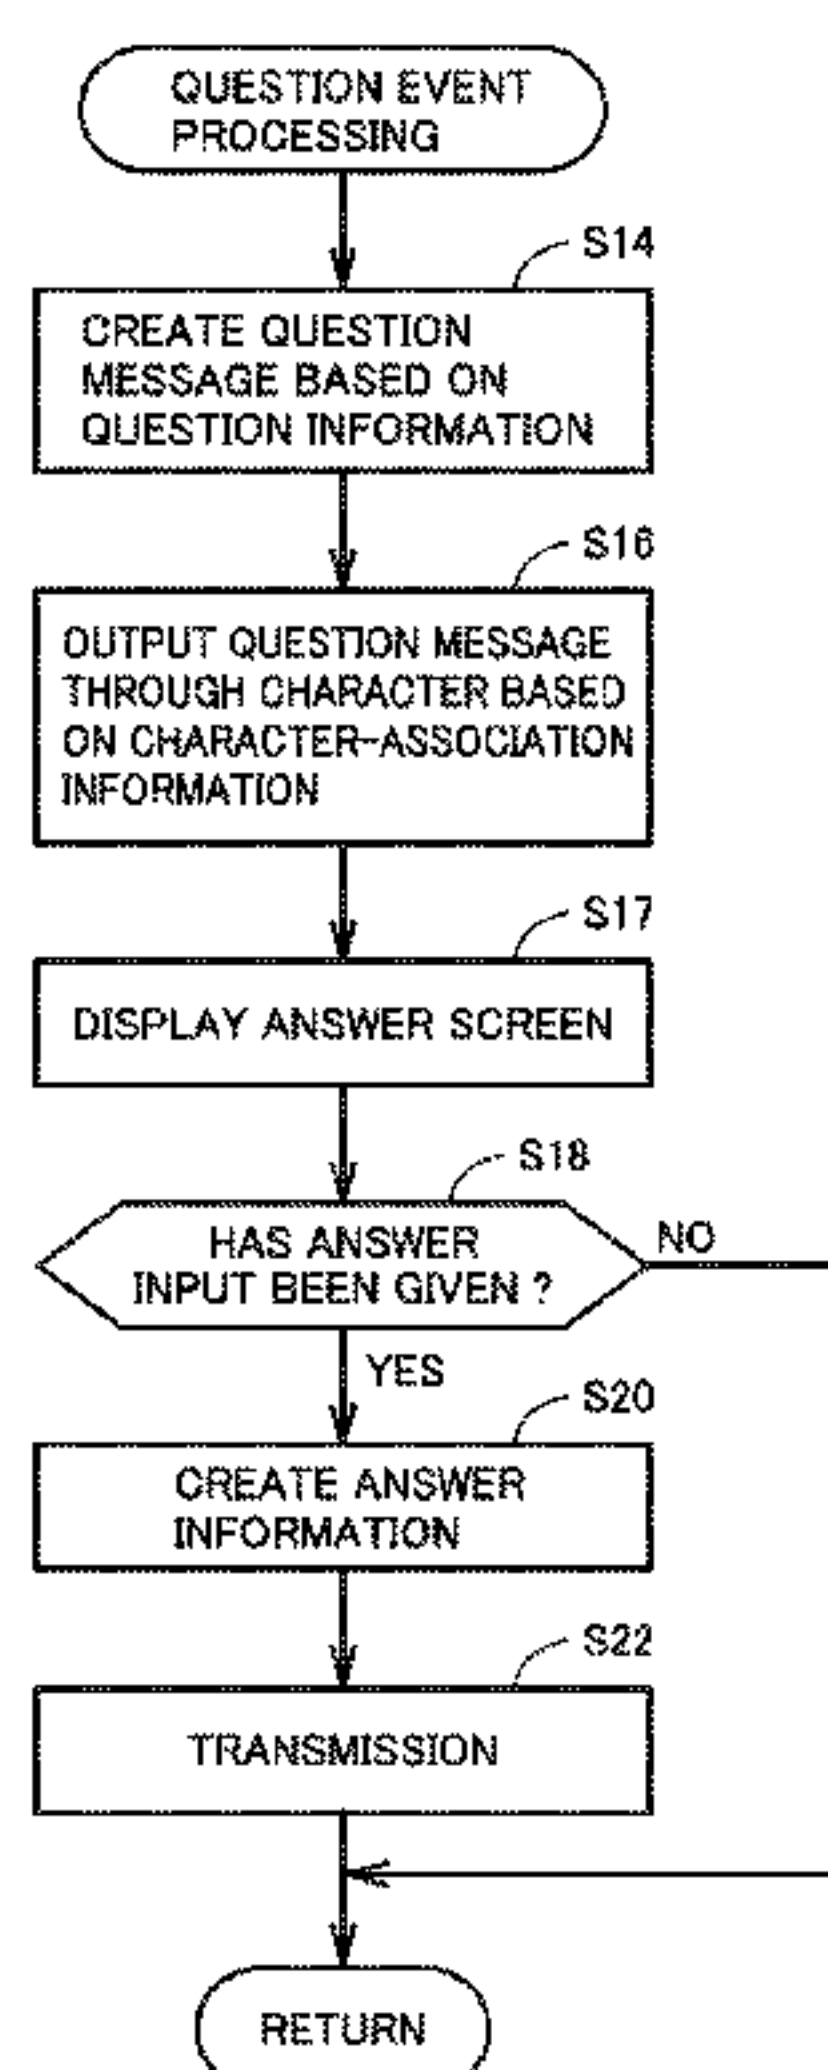 QUESTION EVENT
PROCESSING
S14
CREATE QUESTION
MESSAGE BASED ON
QUESTION INFORMATION
S16
OUTPUT QUESTION MESSAGE
THROUGH CHARACTER BASED
ON CHARACTER-ASSOCIATION
INFORMATION
S17
DISPLAY ANSWER SCREEN
S18
HAS ANSWER
INPUT BEEN GIVEN ?
NO
YES
S20
CREATE ANSWER
INFORMATION
S22
TRANSMISSION
RETURN